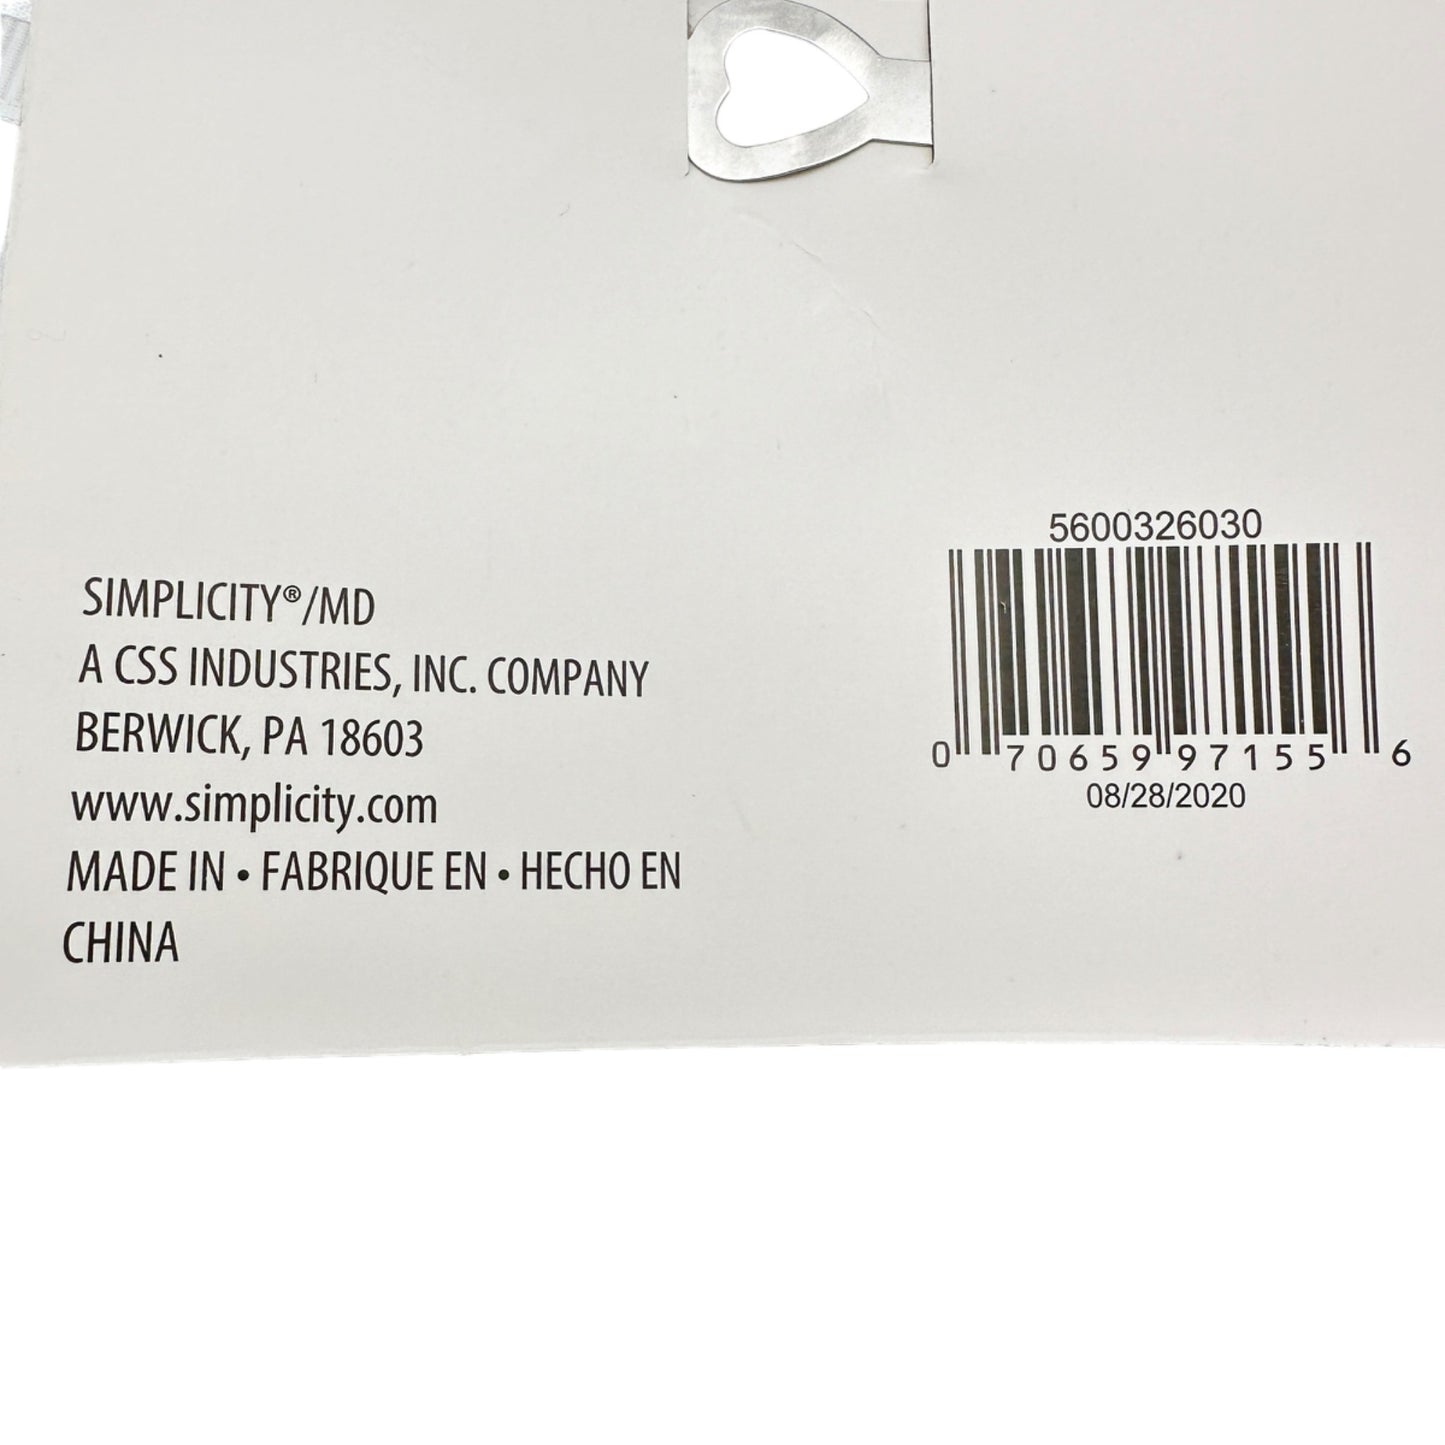 SIMPLICITY®/MD
A CSS INDUSTRIES, INC. COMPANY
BERWICK, PA 18603
www.simplicity.com
MADE IN • FABRIQUE EN • HECHO EN
CHINA
5600326030
0 70659 97155 6
08/28/2020